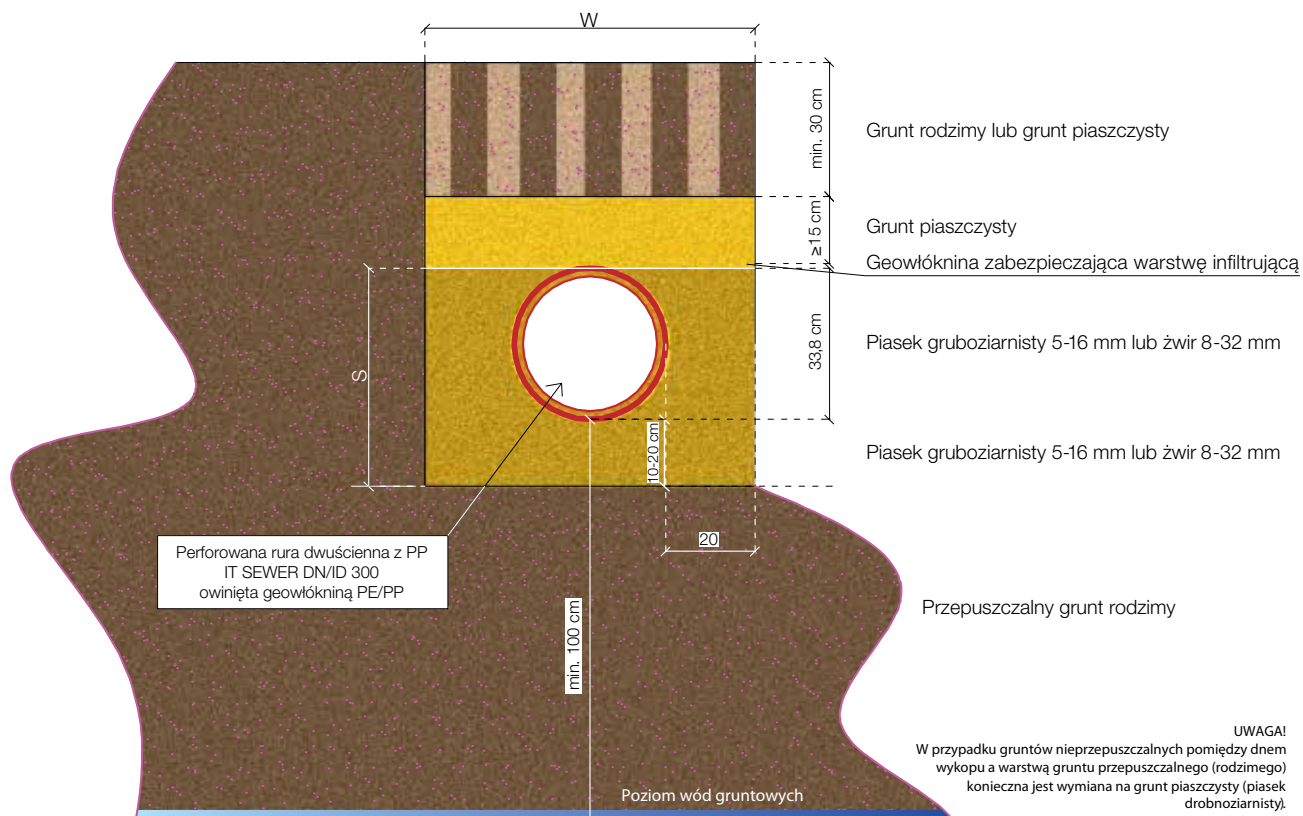 W
min. 30 cm
Grunt rodzimy lub grunt piaszczysty
≥15 cm
Grunt piaszczysty
Geowłóknina zabezpieczająca warstwę infiltrującą
33,8 cm
Piasek gruboziarnisty 5-16 mm lub żwir 8-32 mm
S
10-20 cm
Piasek gruboziarnisty 5-16 mm lub żwir 8-32 mm
20
Perforowana rura dwuścienna z PP
IT SEWER DN/ID 300
owinięta geowłókniną PE/PP
min. 100 cm
Przepuszczalny grunt rodzimy
UWAGA!
W przypadku gruntów nieprzepuszczalnych pomiędzy dnem
wykopu a warstwą gruntu przepuszczalnego (rodzimego)
konieczna jest wymiana na grunt piaszczysty (piasek
drobnoziarnisty).
Poziom wód gruntowych